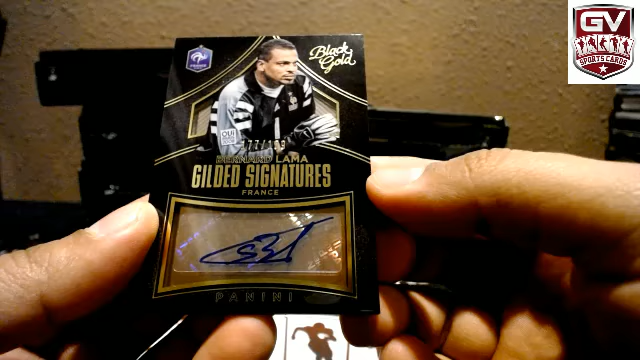 GV
SPORTS CARDS
Black
Gold
BERNARD LAMA
GILDED SIGNATURES
FRANCE
PANINI